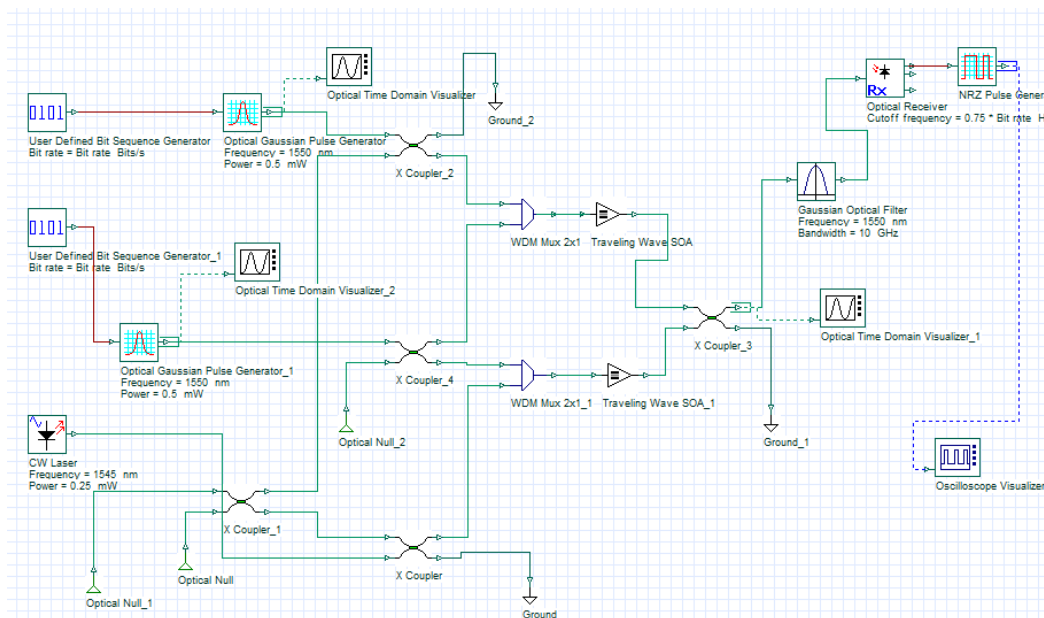 Optical Time Domain Visualizer
0101
User Defined Bit Sequence Generator
Bit rate = Bit rate Bits/s
Optical Gaussian Pulse Generator
Frequency = 1550 nm
Power = 0.5 mW
X Coupler_2
Ground_2
Rx
Optical Receiver
Cutoff frequency = 0.75 * Bit rate H
NRZ Pulse Gener
Gaussian Optical Filter
Frequency = 1550 nm
Bandwidth = 10 GHz
0101
User Defined Bit Sequence Generator_1
Bit rate = Bit rate Bits/s
WDM Mux 2x1
Traveling Wave SOA
Optical Time Domain Visualizer_2
X Coupler_3
Optical Time Domain Visualizer_1
Optical Gaussian Pulse Generator_1
Frequency = 1550 nm
Power = 0.5 mW
X Coupler_4
WDM Mux 2x1_1
Traveling Wave SOA_1
Optical Null_2
Ground_1
CW Laser
Frequency = 1545 nm
Power = 0.25 mW
Oscilloscope Visualizer
X Coupler_1
Optical Null
X Coupler
Optical Null_1
Ground